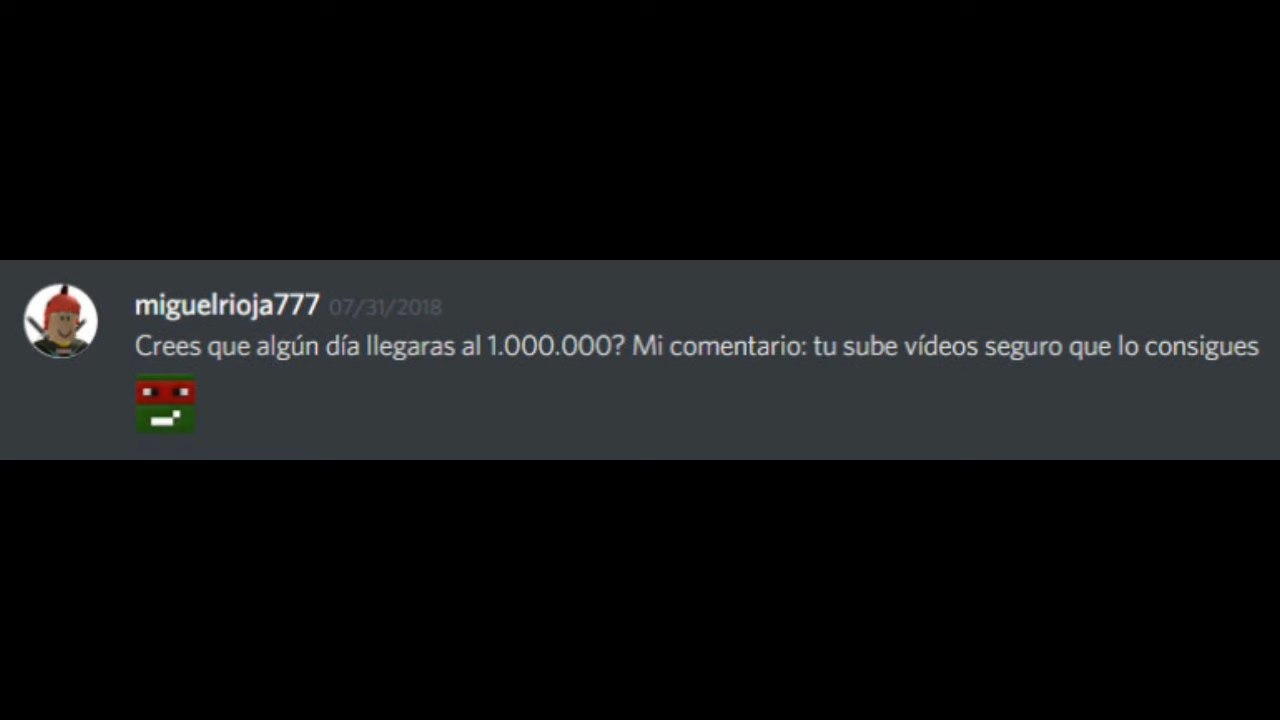 miguelrioja777 07/31/2018
Crees que algún día llegaras al 1.000.000? Mi comentario: tu sube vídeos seguro que lo consigues